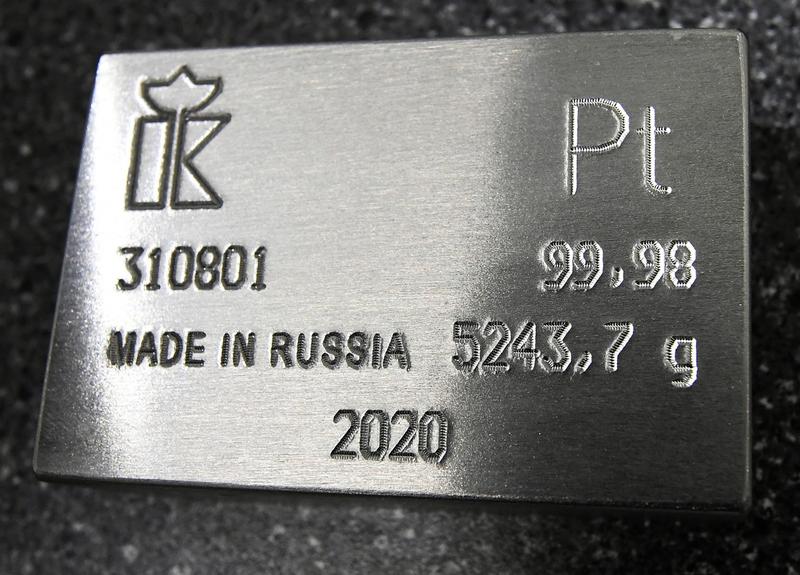 K
Pt
310801
99,98
MADE IN RUSSIA 5243,7 g
2020